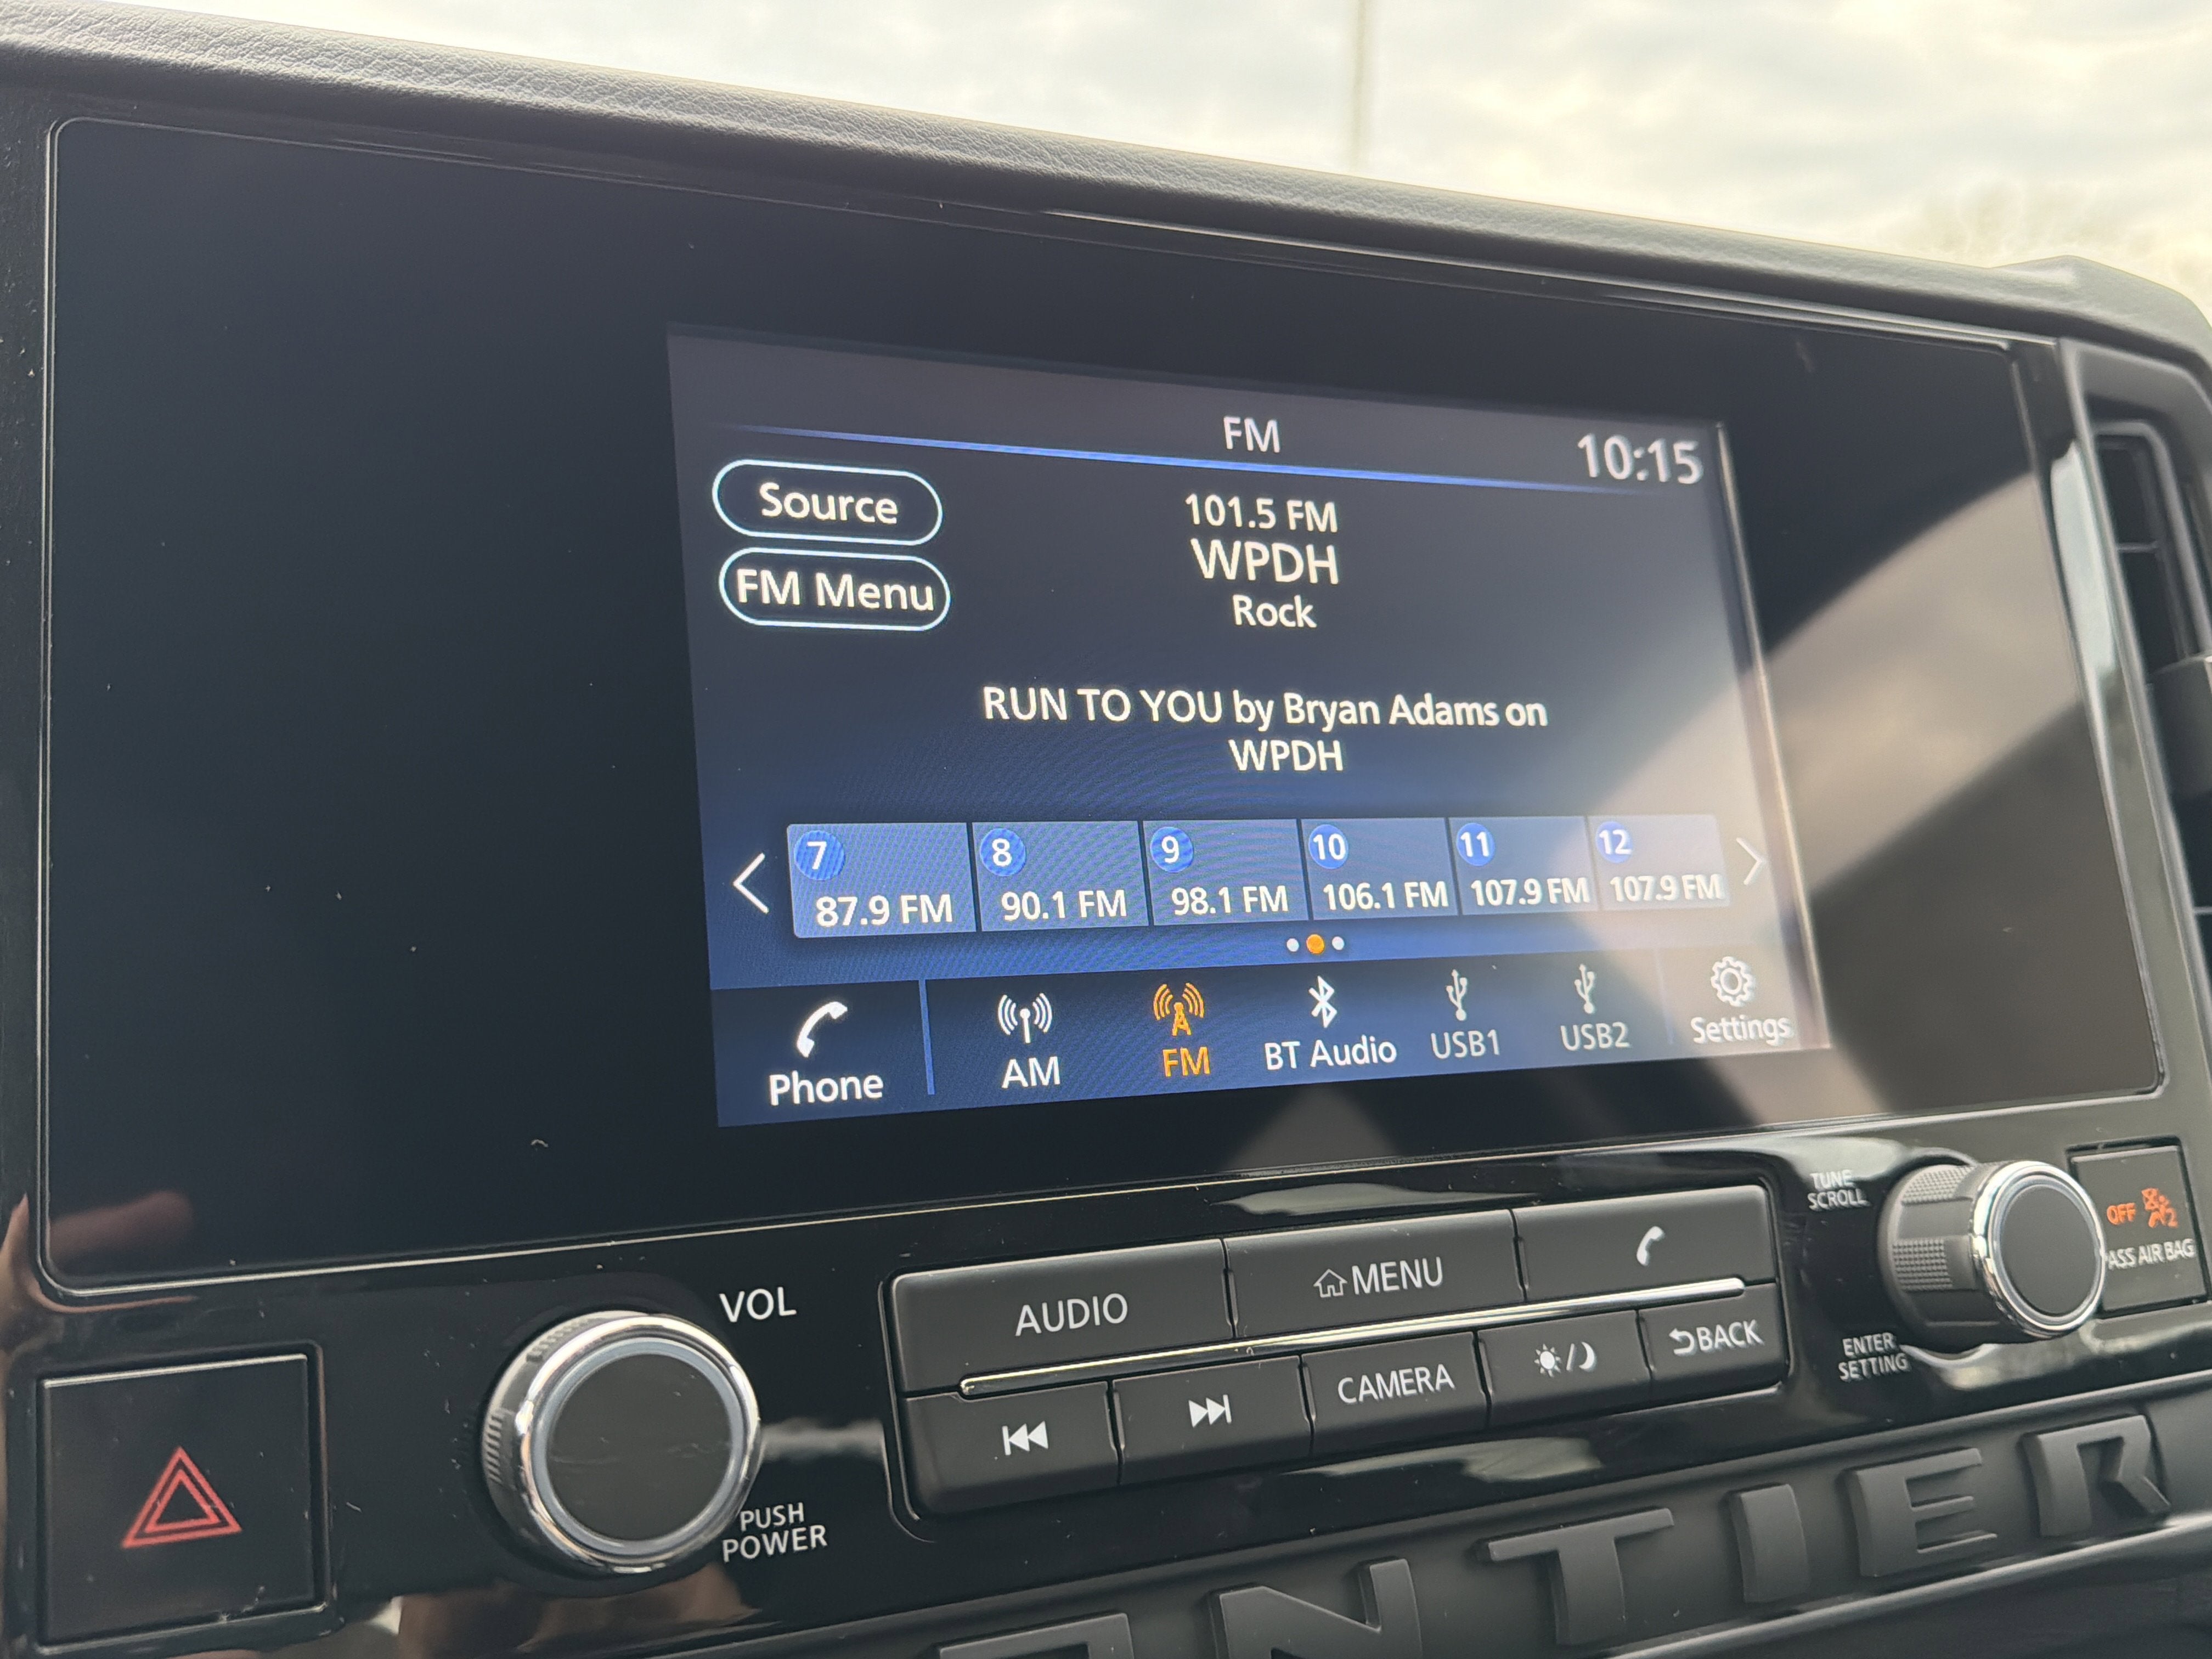 FM
10:15
Source
FM Menu
101.5 FM
WPDH
Rock
RUN TO YOU by Bryan Adams on
WPDH
7 8 9 10 11 12
87.9 FM 90.1 FM 98.1 FM 106.1 FM 107.9 FM 107.9 FM
Phone AM FM BT Audio USB1 USB2 Settings
VOL
PUSH
POWER
AUDIO MENU
CAMERA BACK
TUNE
SCROLL
ENTER
SETTING
OFF 2
PASS AIR BAG
NTIER